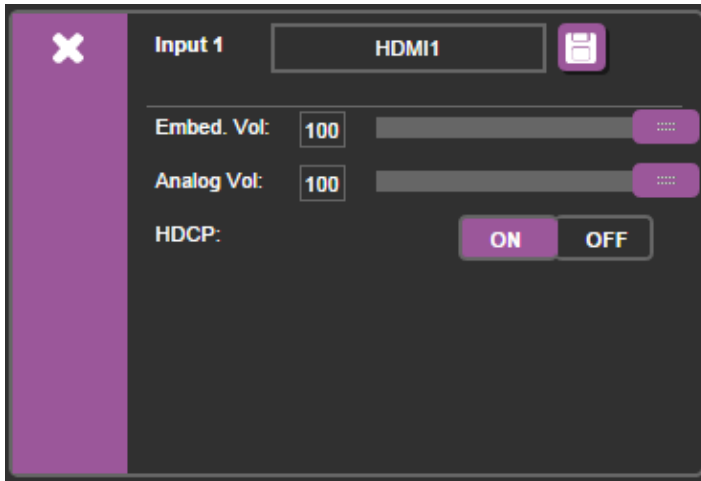 Input 1 HDMI1
Embed. Vol: 100
Analog Vol: 100
HDCP: ON OFF